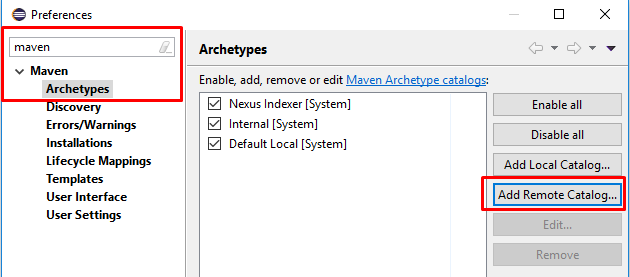 Preferences
maven
Maven
Archetypes
Discovery
Errors/Warnings
Installations
Lifecycle Mappings
Templates
User Interface
User Settings
Archetypes
Enable, add, remove or edit Maven Archetype catalogs:
Nexus Indexer [System]
Internal [System]
Default Local [System]
Enable all
Disable all
Add Local Catalog...
Add Remote Catalog...
Edit...
Remove